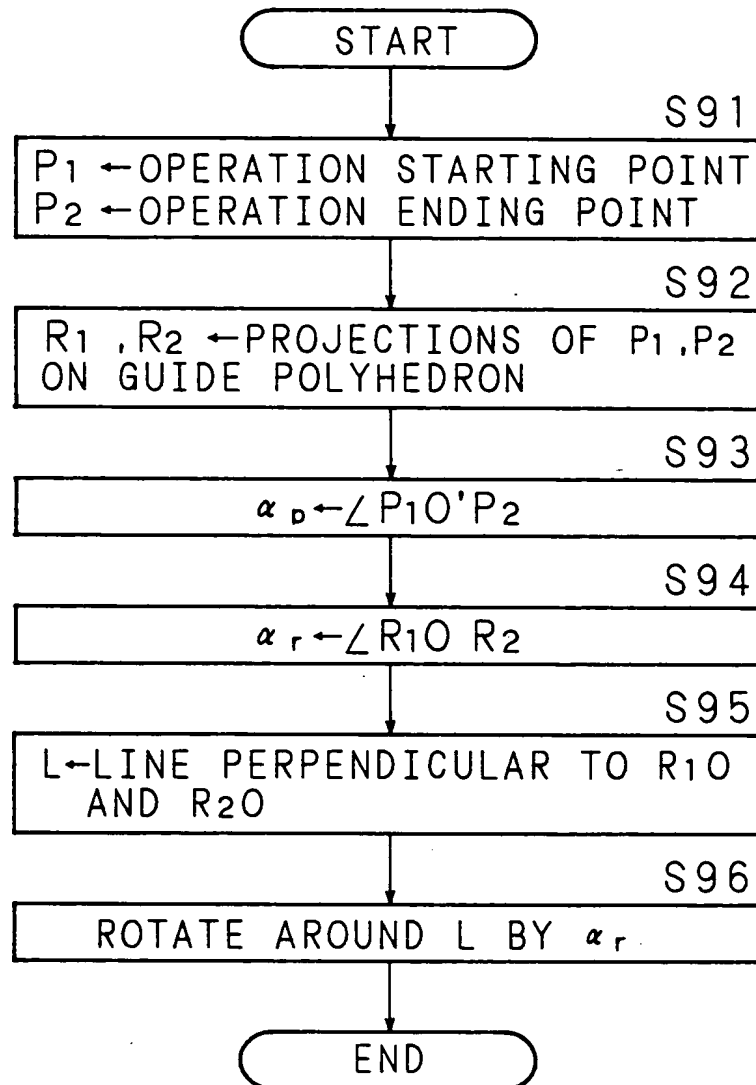 START
S91
P1 ←OPERATION STARTING POINT
P2 ←OPERATION ENDING POINT
S92
R1 ,R2 ←PROJECTIONS OF P1,P2
ON GUIDE POLYHEDRON
S93
αp←∠P1O'P2
S94
αr←∠R1O R2
S95
L←LINE PERPENDICULAR TO R1O
AND R2O
S96
ROTATE AROUND L BY αr
END